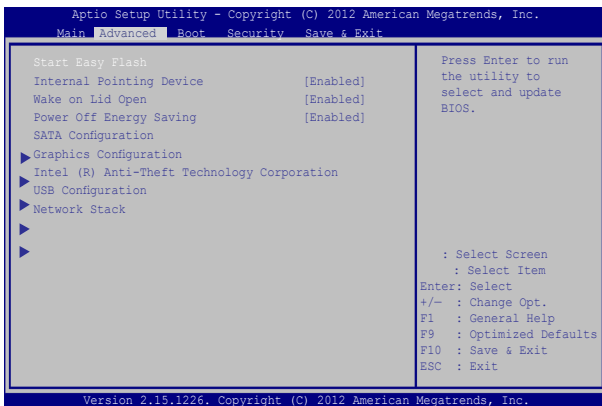 Aptio Setup Utility - Copyright (C) 2012 American Megatrends, Inc.
Main Advanced Boot Security Save & Exit
Start Easy Flash
Internal Pointing Device [Enabled]
Wake on Lid Open [Enabled]
Power Off Energy Saving [Enabled]
SATA Configuration
Graphics Configuration
Intel (R) Anti-Theft Technology Corporation
USB Configuration
Network Stack
Press Enter to run
the utility to
select and update
BIOS.
: Select Screen
: Select Item
Enter: Select
+/— : Change Opt.
F1 : General Help
F9 : Optimized Defaults
F10 : Save & Exit
ESC : Exit
Version 2.15.1226. Copyright (C) 2012 American Megatrends, Inc.